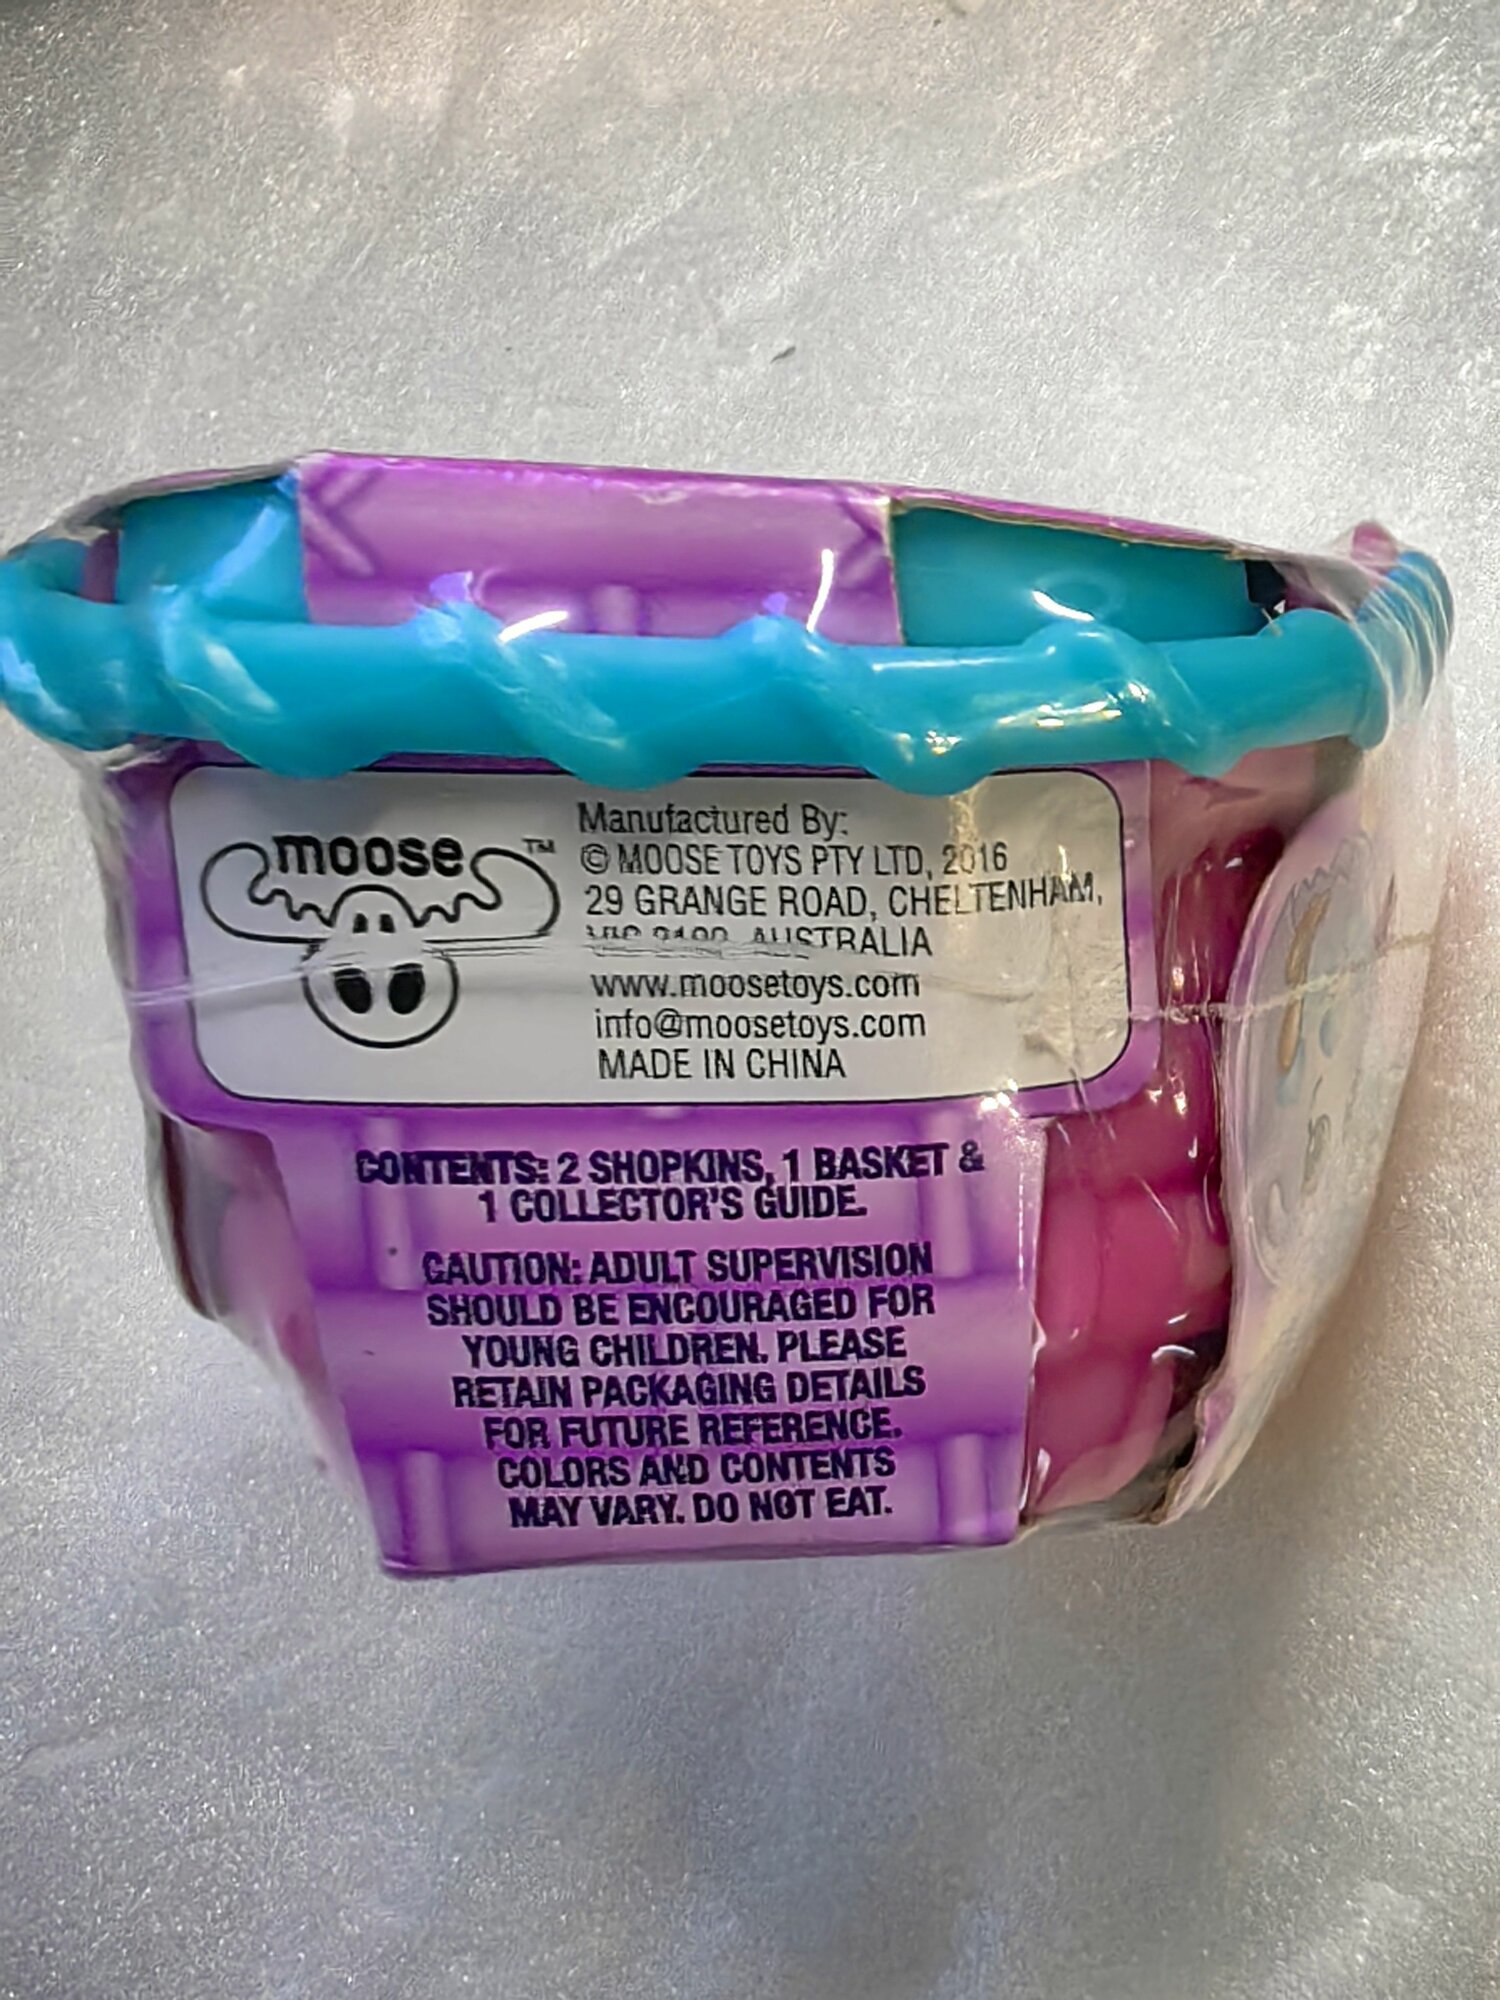 moose™
Manufactured By:
© MOOSE TOYS PTY LTD, 2016
29 GRANGE ROAD, CHELTENHAM,
AUSTRALIA
www.moosetoys.com
info@moosetoys.com
MADE IN CHINA
CONTENTS: 2 SHOPKINS, 1 BASKET &
1 COLLECTOR'S GUIDE.
CAUTION: ADULT SUPERVISION
SHOULD BE ENCOURAGED FOR
YOUNG CHILDREN. PLEASE
RETAIN PACKAGING DETAILS
FOR FUTURE REFERENCE.
COLORS AND CONTENTS
MAY VARY. DO NOT EAT.